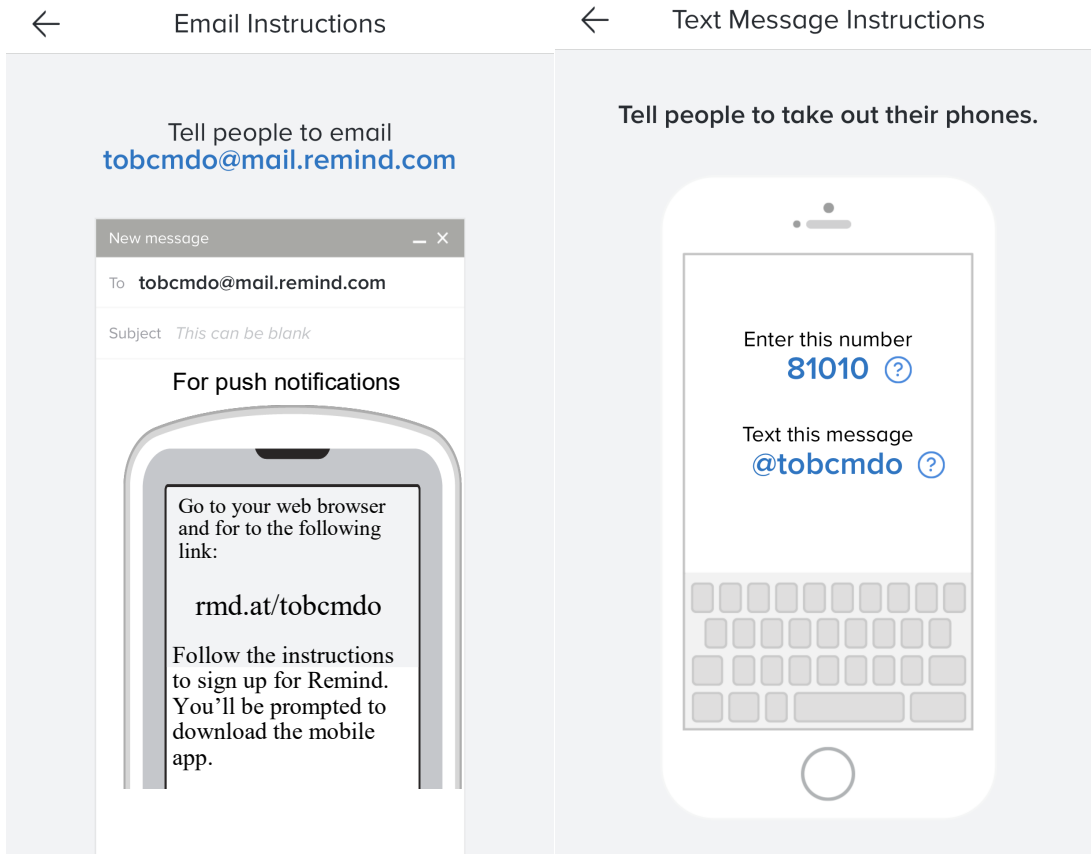 Email Instructions
Tell people to email
tobcmdo@mail.remind.com
New message
To tobcmdo@mail.remind.com
Subject This can be blank
For push notifications
Go to your web browser
and for to the following
link:
rmd.at/tobcmdo
Follow the instructions
to sign up for Remind.
You’ll be prompted to
download the mobile
app.
Text Message Instructions
Tell people to take out their phones.
Enter this number
81010 ?
Text this message
@tobcmdo ?